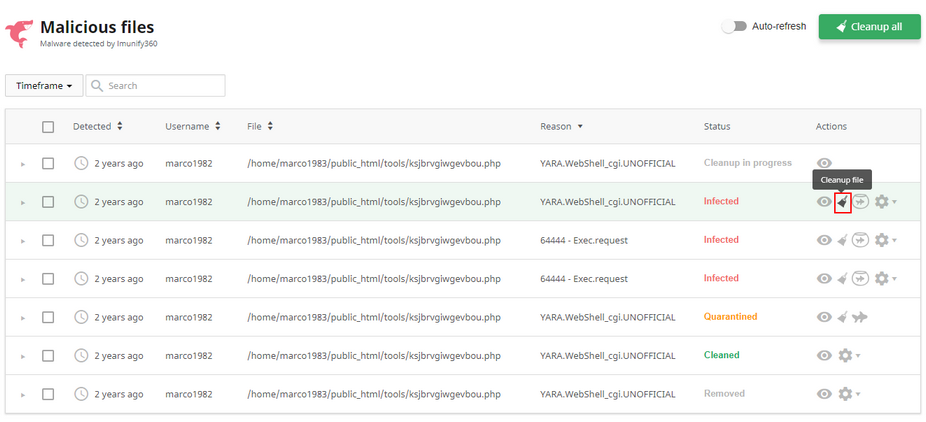 Malicious files
Malware detected by Imunify360
Auto-refresh
Cleanup all
Timeframe
Search
Detected Username File Reason Status Actions
2 years ago marco1982 /home/marco1983/public_html/tools/ksjbrvgiwgevbou.php YARA.WebShell_cgi.UNOFFICIAL Cleanup in progress
Cleanup file
2 years ago marco1982 /home/marco1983/public_html/tools/ksjbrvgiwgevbou.php YARA.WebShell_cgi.UNOFFICIAL Infected
2 years ago marco1982 /home/marco1983/public_html/tools/ksjbrvgiwgevbou.php 64444 - Exec.request Infected
2 years ago marco1982 /home/marco1983/public_html/tools/ksjbrvgiwgevbou.php 64444 - Exec.request Infected
2 years ago marco1982 /home/marco1983/public_html/tools/ksjbrvgiwgevbou.php YARA.WebShell_cgi.UNOFFICIAL Quarantined
2 years ago marco1982 /home/marco1983/public_html/tools/ksjbrvgiwgevbou.php YARA.WebShell_cgi.UNOFFICIAL Cleaned
2 years ago marco1982 /home/marco1983/public_html/tools/ksjbrvgiwgevbou.php YARA.WebShell_cgi.UNOFFICIAL Removed